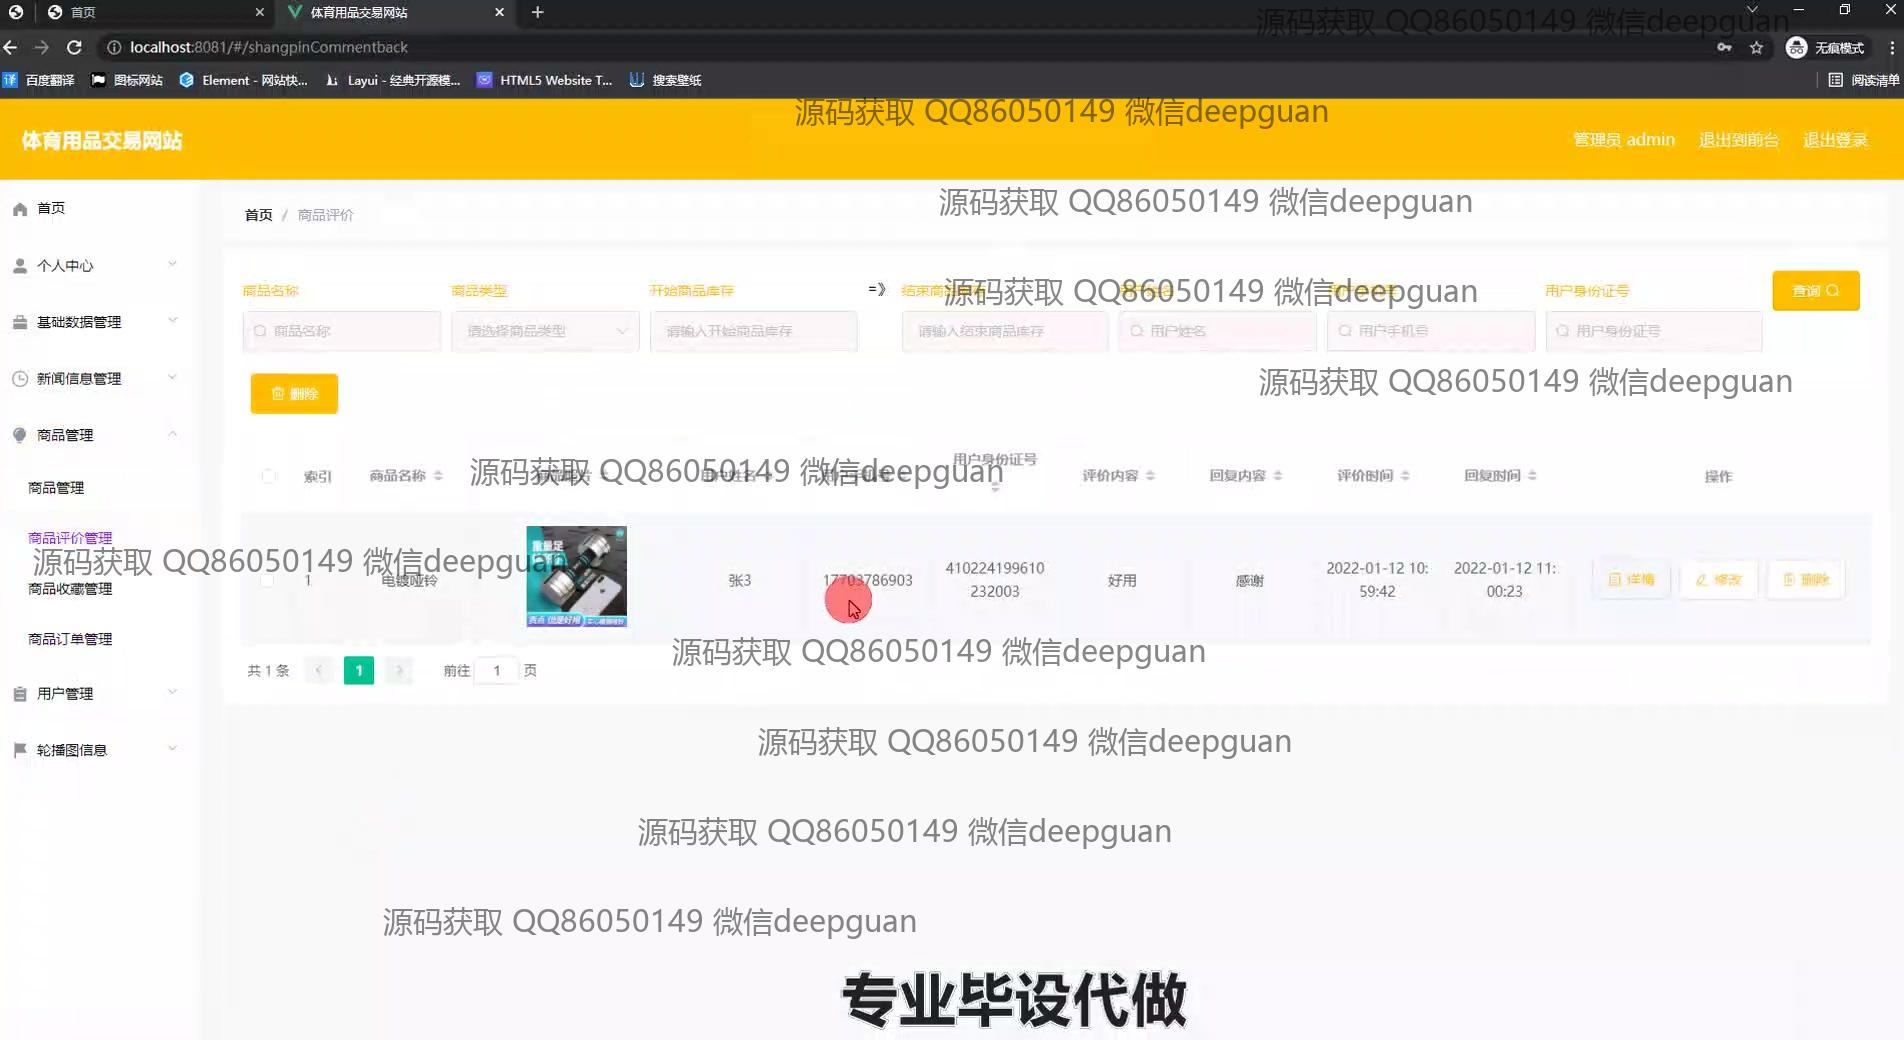 首页
体育用品交易网站
localhost:8081/#/shangpinCommentback
无痕模式
源码获取 QQ86050149 微信deepguan
百度翻译
图标网站
Element - 网站快...
Layui - 经典开源模...
HTML5 Website T...
搜索壁纸
阅读清单
源码获取 QQ86050149 微信deepguan
体育用品交易网站
管理员 admin
退出到前台
退出登录
源码获取 QQ86050149 微信deepguan
首页
首页 / 商品评价
个人中心
基础数据管理
新闻信息管理
商品管理
商品管理
商品评价管理
商品收藏管理
商品订单管理
用户管理
轮播图信息
商品名称
商品类型
开始商品库存
=》
源码获取 QQ86050149 微信deepguan
用户身份证号
查询
商品名称
请选择商品类型
请输入开始商品库存
请输入结束商品库存
用户姓名
用户手机号
用户身份证号
删除
源码获取 QQ86050149 微信deepguan
索引
商品名称
源码获取 QQ86050149 微信deepguan
用户身份证号
评价内容
回复内容
评价时间
回复时间
操作
源码获取 QQ86050149 微信deepguan
1
电镀哑铃
张3
17703786903
410224199610
232003
好用
感谢
2022-01-12 10:
59:42
2022-01-12 11:
00:23
详情
修改
删除
源码获取 QQ86050149 微信deepguan
共 1 条
1
前往 1 页
源码获取 QQ86050149 微信deepguan
源码获取 QQ86050149 微信deepguan
源码获取 QQ86050149 微信deepguan
专业毕设代做